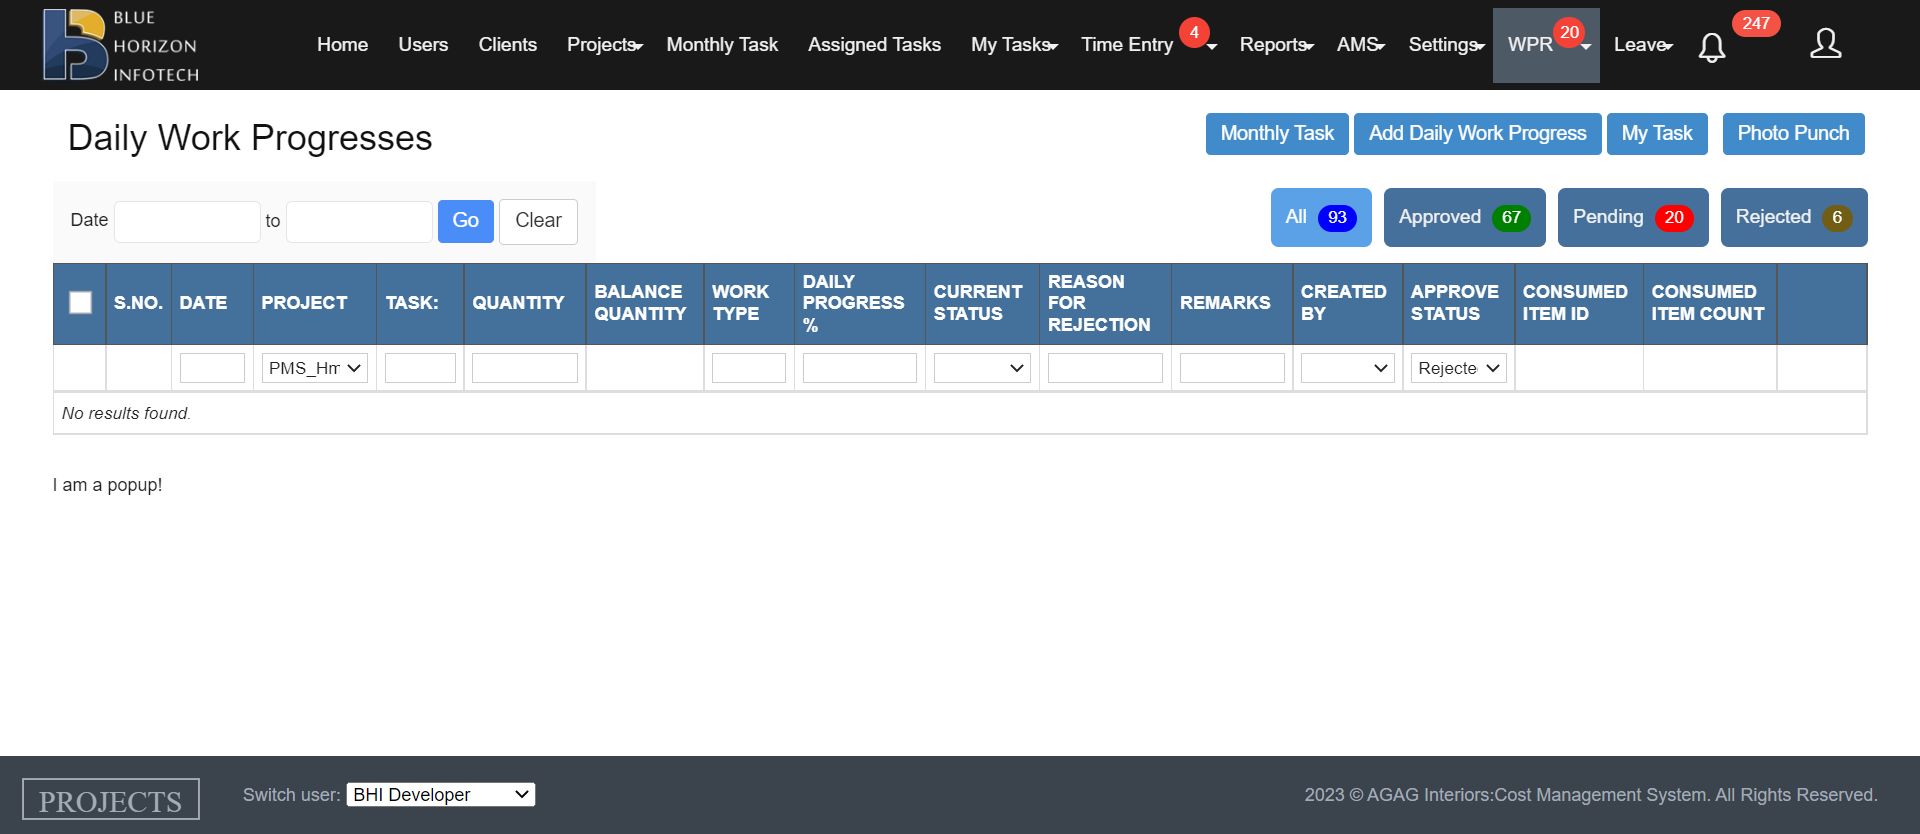 BLUE
HORIZON
INFOTECH
Home Users Clients Projects Monthly Task Assigned Tasks My Tasks Time Entry 4 Reports AMS Settings WPR 20 Leave 247
Daily Work Progresses
Monthly Task Add Daily Work Progress My Task Photo Punch
Date to Go Clear
All 93 Approved 67 Pending 20 Rejected 6
S.NO. DATE PROJECT TASK: QUANTITY BALANCE QUANTITY WORK TYPE DAILY PROGRESS % CURRENT STATUS REASON FOR REJECTION REMARKS CREATED BY APPROVE STATUS CONSUMED ITEM ID CONSUMED ITEM COUNT
PMS_Hm Rejecte
No results found.
I am a popup!
PROJECTS Switch user: BHI Developer 2023 © AGAG Interiors:Cost Management System. All Rights Reserved.